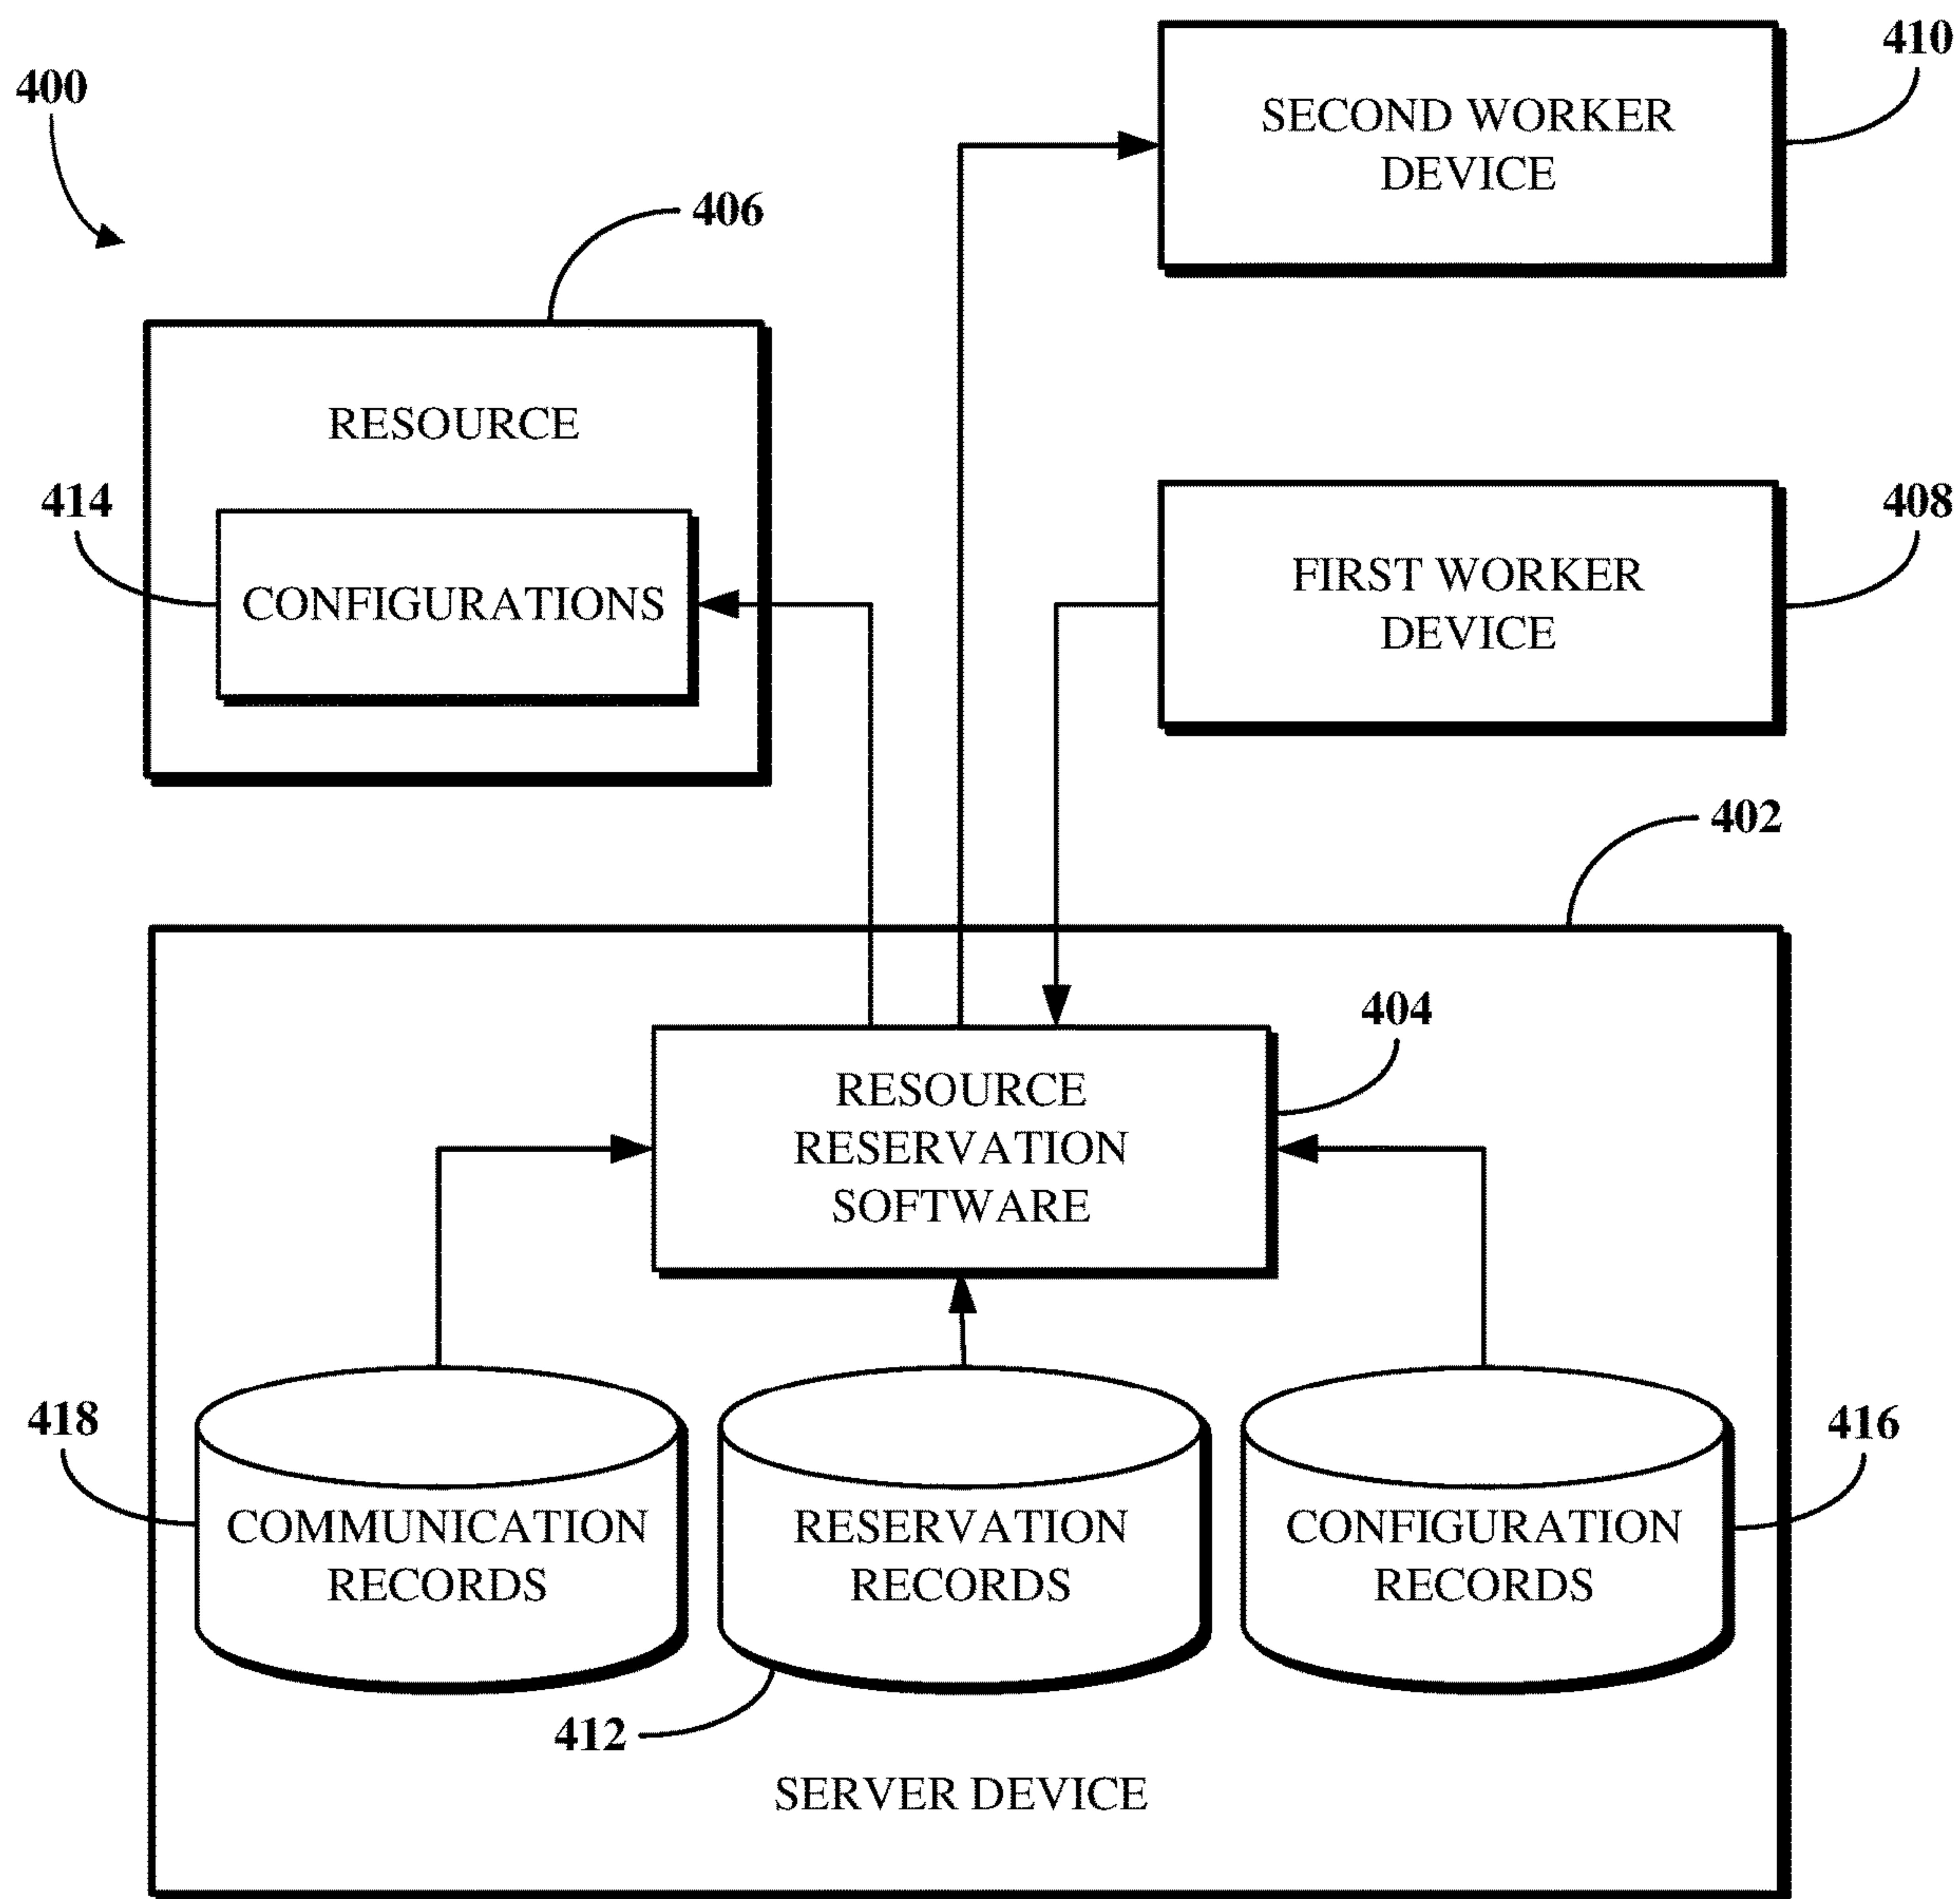 410
SECOND WORKER
DEVICE
400
406
RESOURCE
414
CONFIGURATIONS
408
FIRST WORKER
DEVICE
402
404
RESOURCE
RESERVATION
SOFTWARE
418
COMMUNICATION
RECORDS
RESERVATION
RECORDS
416
CONFIGURATION
RECORDS
412
SERVER DEVICE